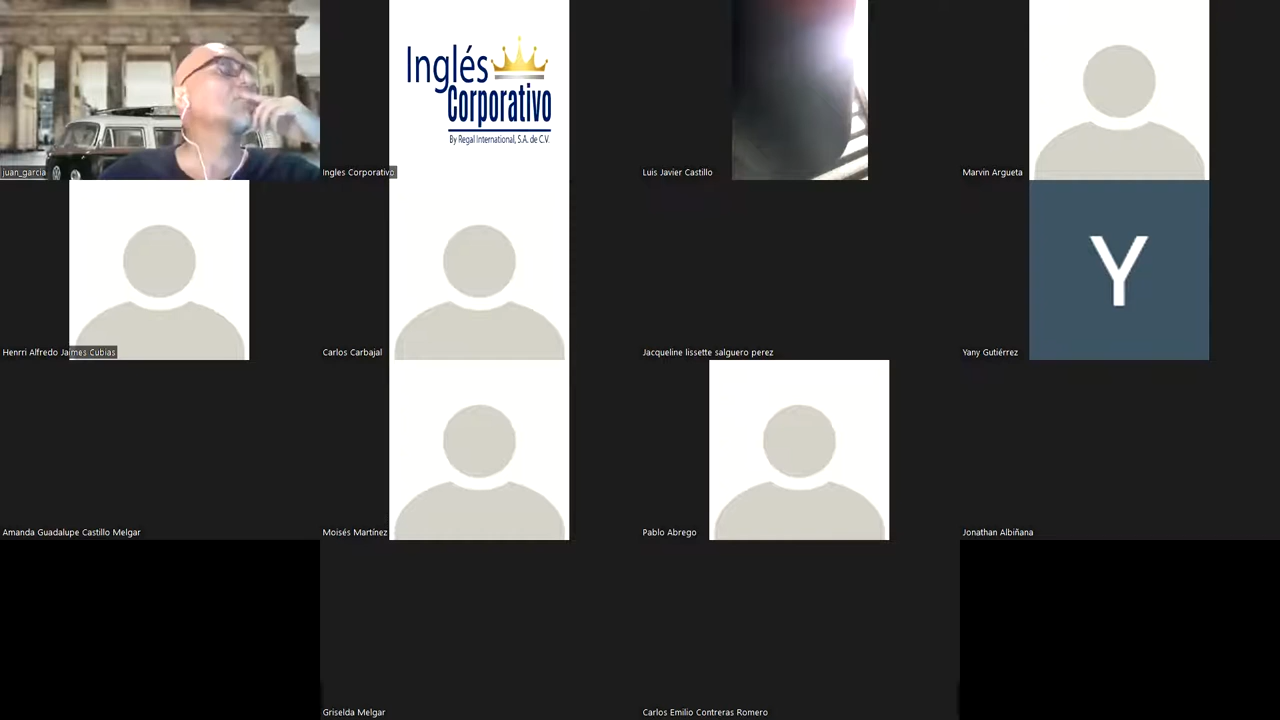 Inglés
Corporativo
By Regal International, S.A. de C.V.
juan_garcia
Ingles Corporativo
Luis Javier Castillo
Marvin Argueta
Y
Henrri Alfredo Jaimes Cubias
Carlos Carbajal
Jacqueline lissette salguero perez
Yany Gutiérrez
Amanda Guadalupe Castillo Melgar
Moisés Martínez
Pablo Abrego
Jonathan Albiñana
Griselda Melgar
Carlos Emilio Contreras Romero